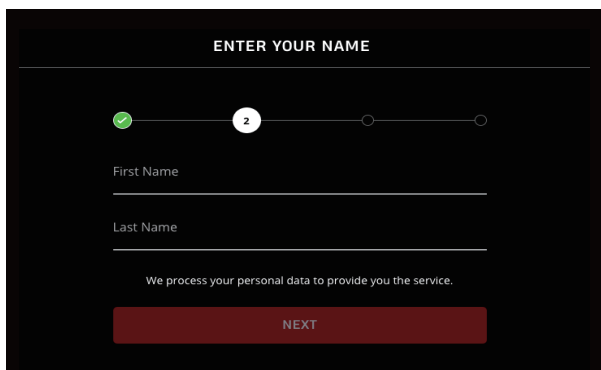 ENTER YOUR NAME
2
First Name
Last Name
We process your personal data to provide you the service.
NEXT